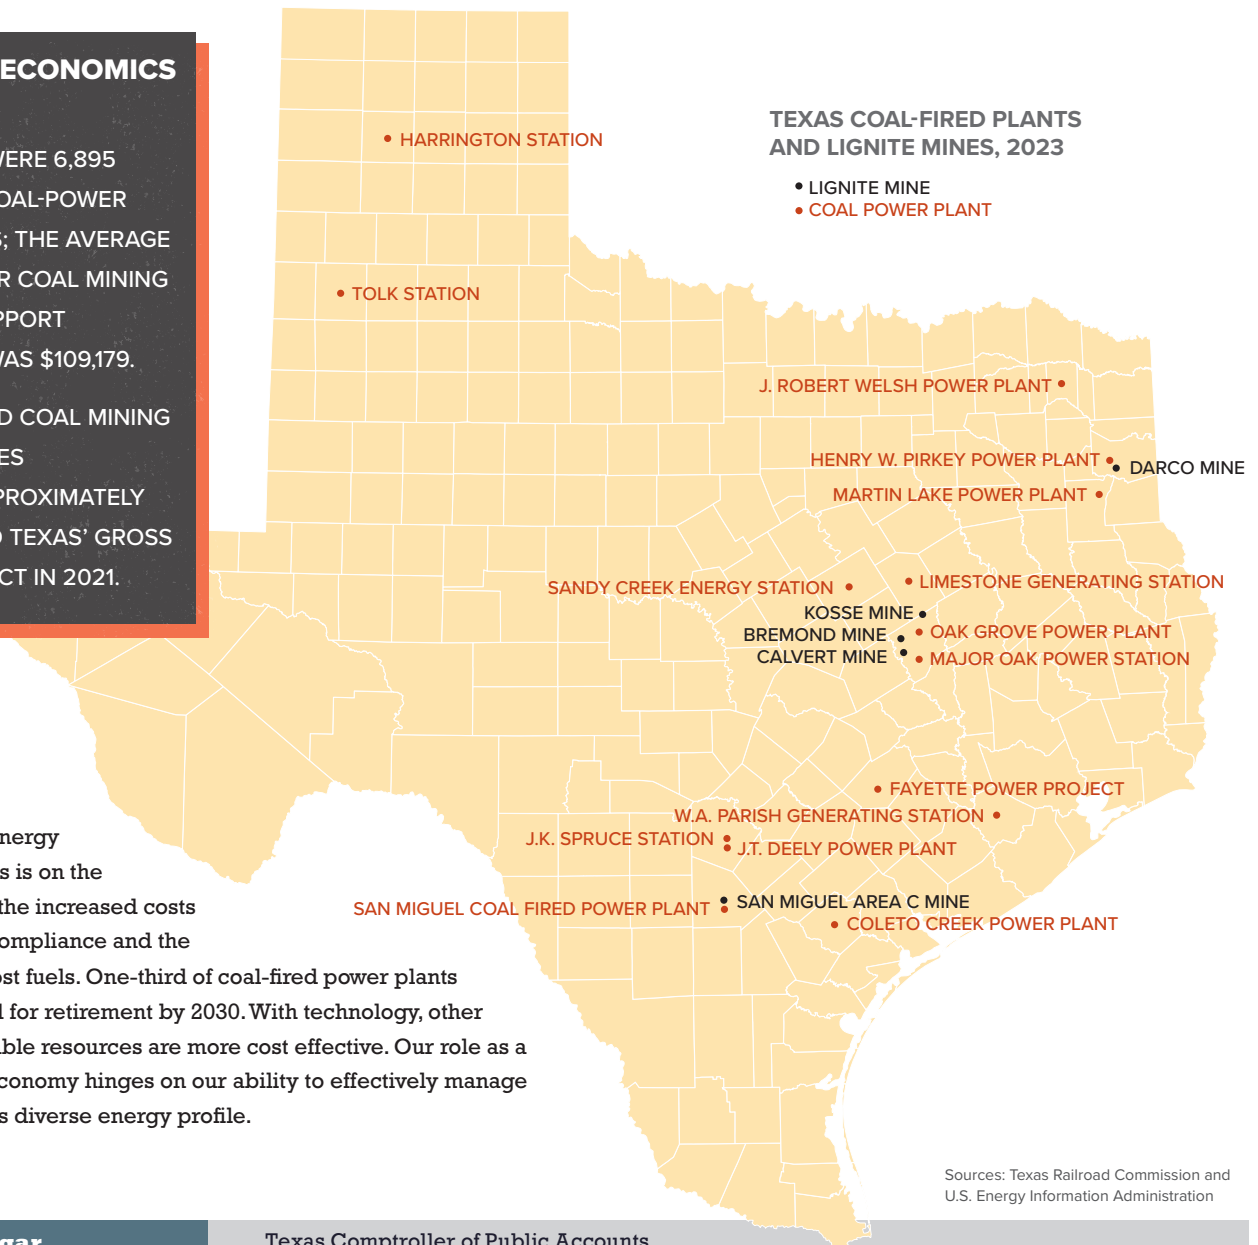 ECONOMICS
WERE 6,895
COAL-POWER
; THE AVERAGE
R COAL MINING
PPORT
WAS $109,179.
D COAL MINING
ES
PROXIMATELY
O TEXAS' GROSS
CT IN 2021.
TEXAS COAL-FIRED PLANTS
AND LIGNITE MINES, 2023
LIGNITE MINE
COAL POWER PLANT
HARRINGTON STATION
TOLK STATION
J. ROBERT WELSH POWER PLANT
HENRY W. PIRKEY POWER PLANT
DARCO MINE
MARTIN LAKE POWER PLANT
SANDY CREEK ENERGY STATION
LIMESTONE GENERATING STATION
KOSSE MINE
BREMOND MINE
OAK GROVE POWER PLANT
CALVERT MINE
MAJOR OAK POWER STATION
FAYETTE POWER PROJECT
W.A. PARISH GENERATING STATION
J.K. SPRUCE STATION
J.T. DEELY POWER PLANT
SAN MIGUEL AREA C MINE
SAN MIGUEL COAL FIRED POWER PLANT
COLETO CREEK POWER PLANT
nergy
s is on the
the increased costs
ompliance and the
ost fuels. One-third of coal-fired power plants
d for retirement by 2030. With technology, other
ible resources are more cost effective. Our role as a
conomy hinges on our ability to effectively manage
s diverse energy profile.
Sources: Texas Railroad Commission and
U.S. Energy Information Administration
gar
Texas Comptroller of Public Accounts